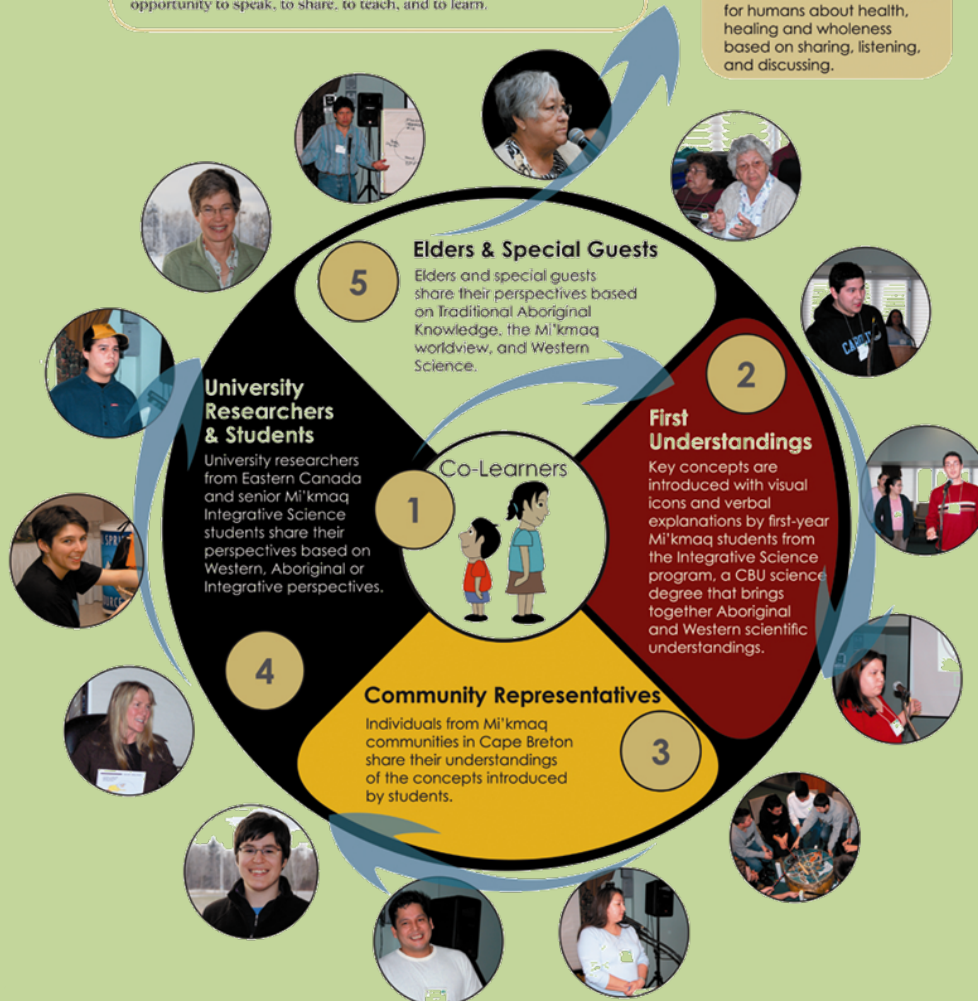 opportunity to speak, to share, to teach, and to learn.
for humans about health,
healing and wholeness
based on sharing, listening,
and discussing.
5
Elders & Special Guests
Elders and special guests
share their perspectives based
on Traditional Aboriginal
Knowledge, the Mi'kmaq
worldview, and Western
Science.
2
First
Understandings
Key concepts are
introduced with visual
icons and verbal
explanations by first-year
Mi'kmaq students from
the Integrative Science
program, a CBU science
degree that brings
together Aboriginal
and Western scientific
understandings.
University
Researchers
& Students
University researchers
from Eastern Canada
and senior Mi'kmaq
Integrative Science
students share their
perspectives based on
Western, Aboriginal or
Integrative perspectives.
1
Co-Learners
4
Community Representatives
Individuals from Mi'kmaq
communities in Cape Breton
share their understandings
of the concepts introduced
by students.
3